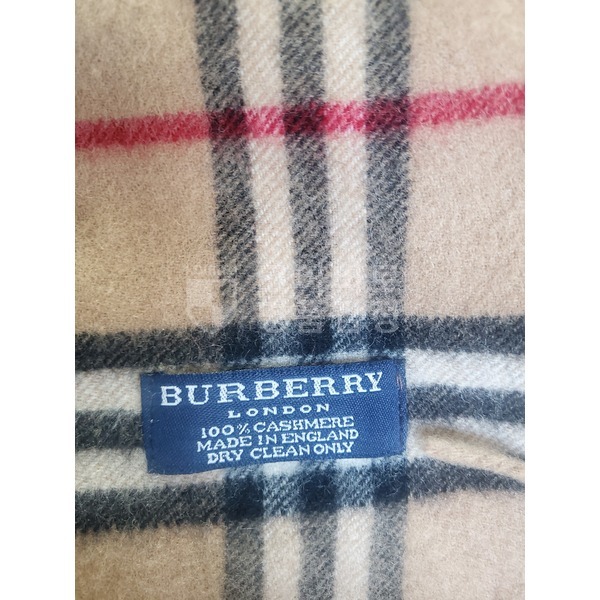 BURBERRY
LONDON
100% CASHMERE
MADE IN ENGLAND
DRY CLEAN ONLY